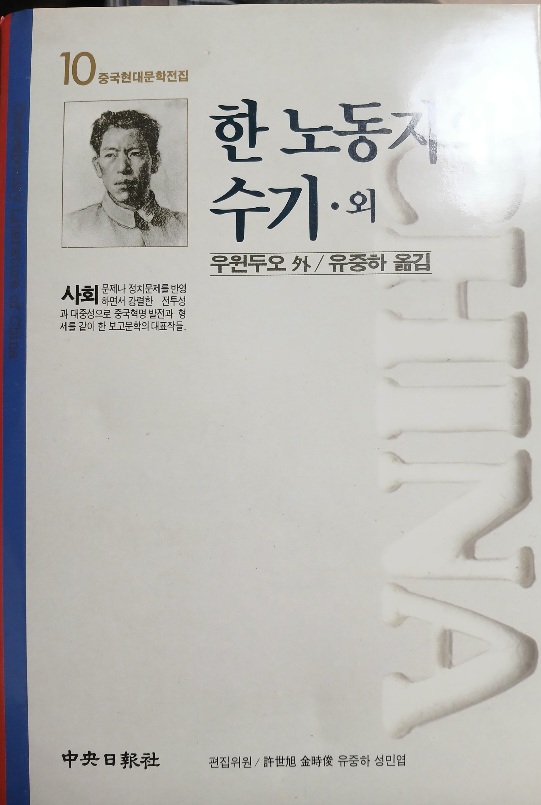 10 중국현대문학전집
한 노동자의
수기·외
우윈두오 外 / 유중하 옮김
사회 문제나 정치문제를 반영
하면서 강렬한 전투성
과 대중성으로 중국혁명 발전과 형
세를 같이 한 보고문학의 대표작들.
CHINA
中央日報社
편집위원 / 許世旭 金時俊 유중하 성민엽